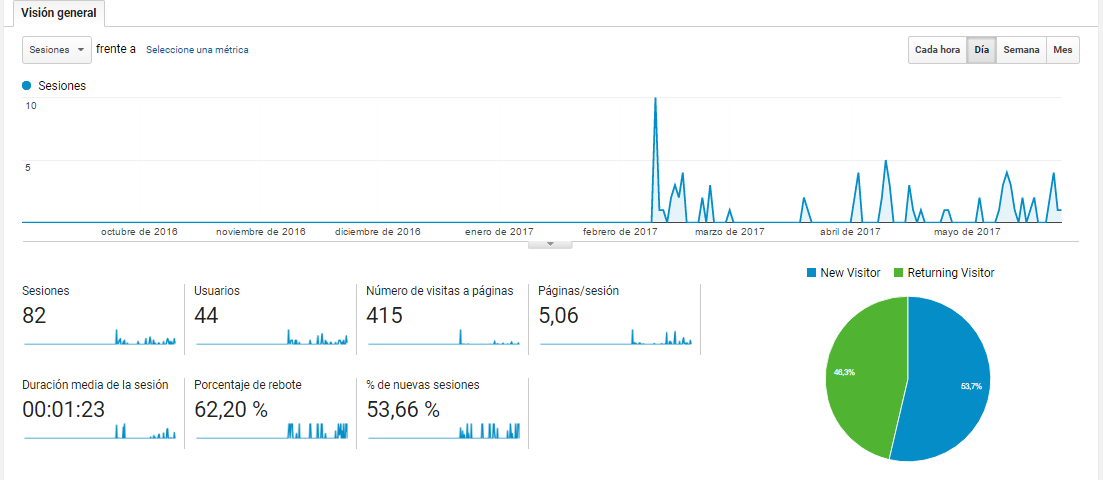 Visión general
Sesiones frente a Seleccione una métrica
Cada hora Día Semana Mes
Sesiones
10
5
octubre de 2016 noviembre de 2016 diciembre de 2016 enero de 2017 febrero de 2017 marzo de 2017 abril de 2017 mayo de 2017
New Visitor Returning Visitor
Sesiones
82
Usuarios
44
Número de visitas a páginas
415
Páginas/sesión
5,06
Duración media de la sesión
00:01:23
Porcentaje de rebote
62,20 %
% de nuevas sesiones
53,66 %
46,3%
53,7%